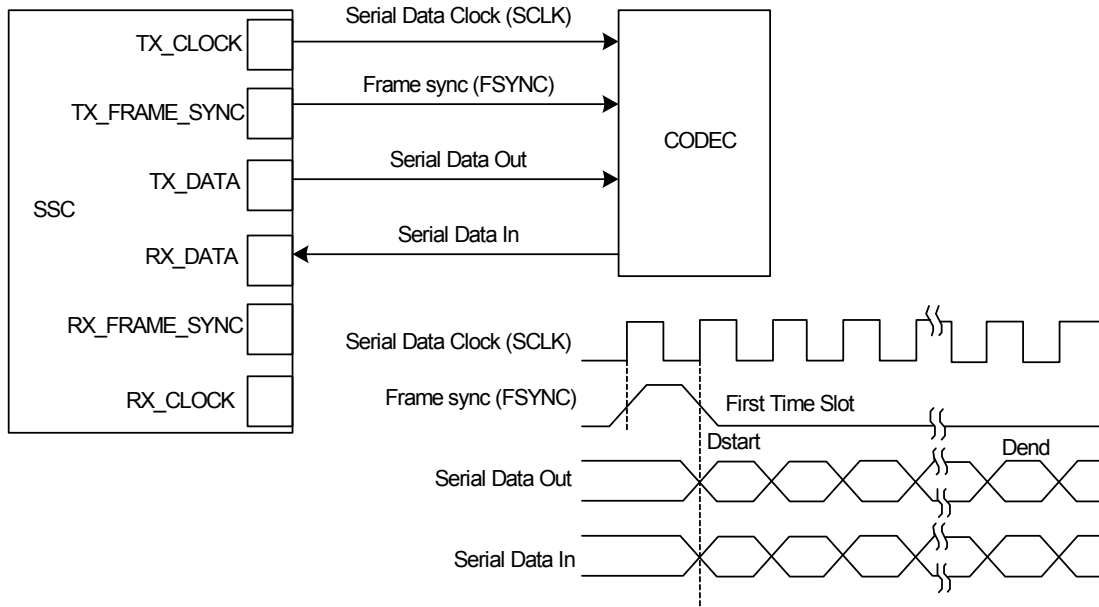 Serial Data Clock (SCLK)
TX_CLOCK
Frame sync (FSYNC)
TX_FRAME_SYNC
CODEC
Serial Data Out
TX_DATA
SSC
Serial Data In
RX_DATA
RX_FRAME_SYNC
Serial Data Clock (SCLK)
RX_CLOCK
Frame sync (FSYNC)
First Time Slot
Dstart
Dend
Serial Data Out
Serial Data In